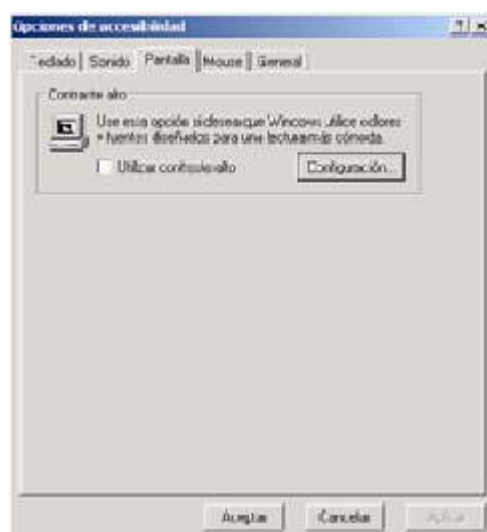 Opciones de accesibilidad
Teclado Sonido Pantalla Mouse General
Contraste alto
Use esta opción si desea que Windows utilice colores
y fuentes diseñados para una lectura más cómoda.
Utilizar contraste alto
Configuración...
Aceptar Cancelar Aplicar